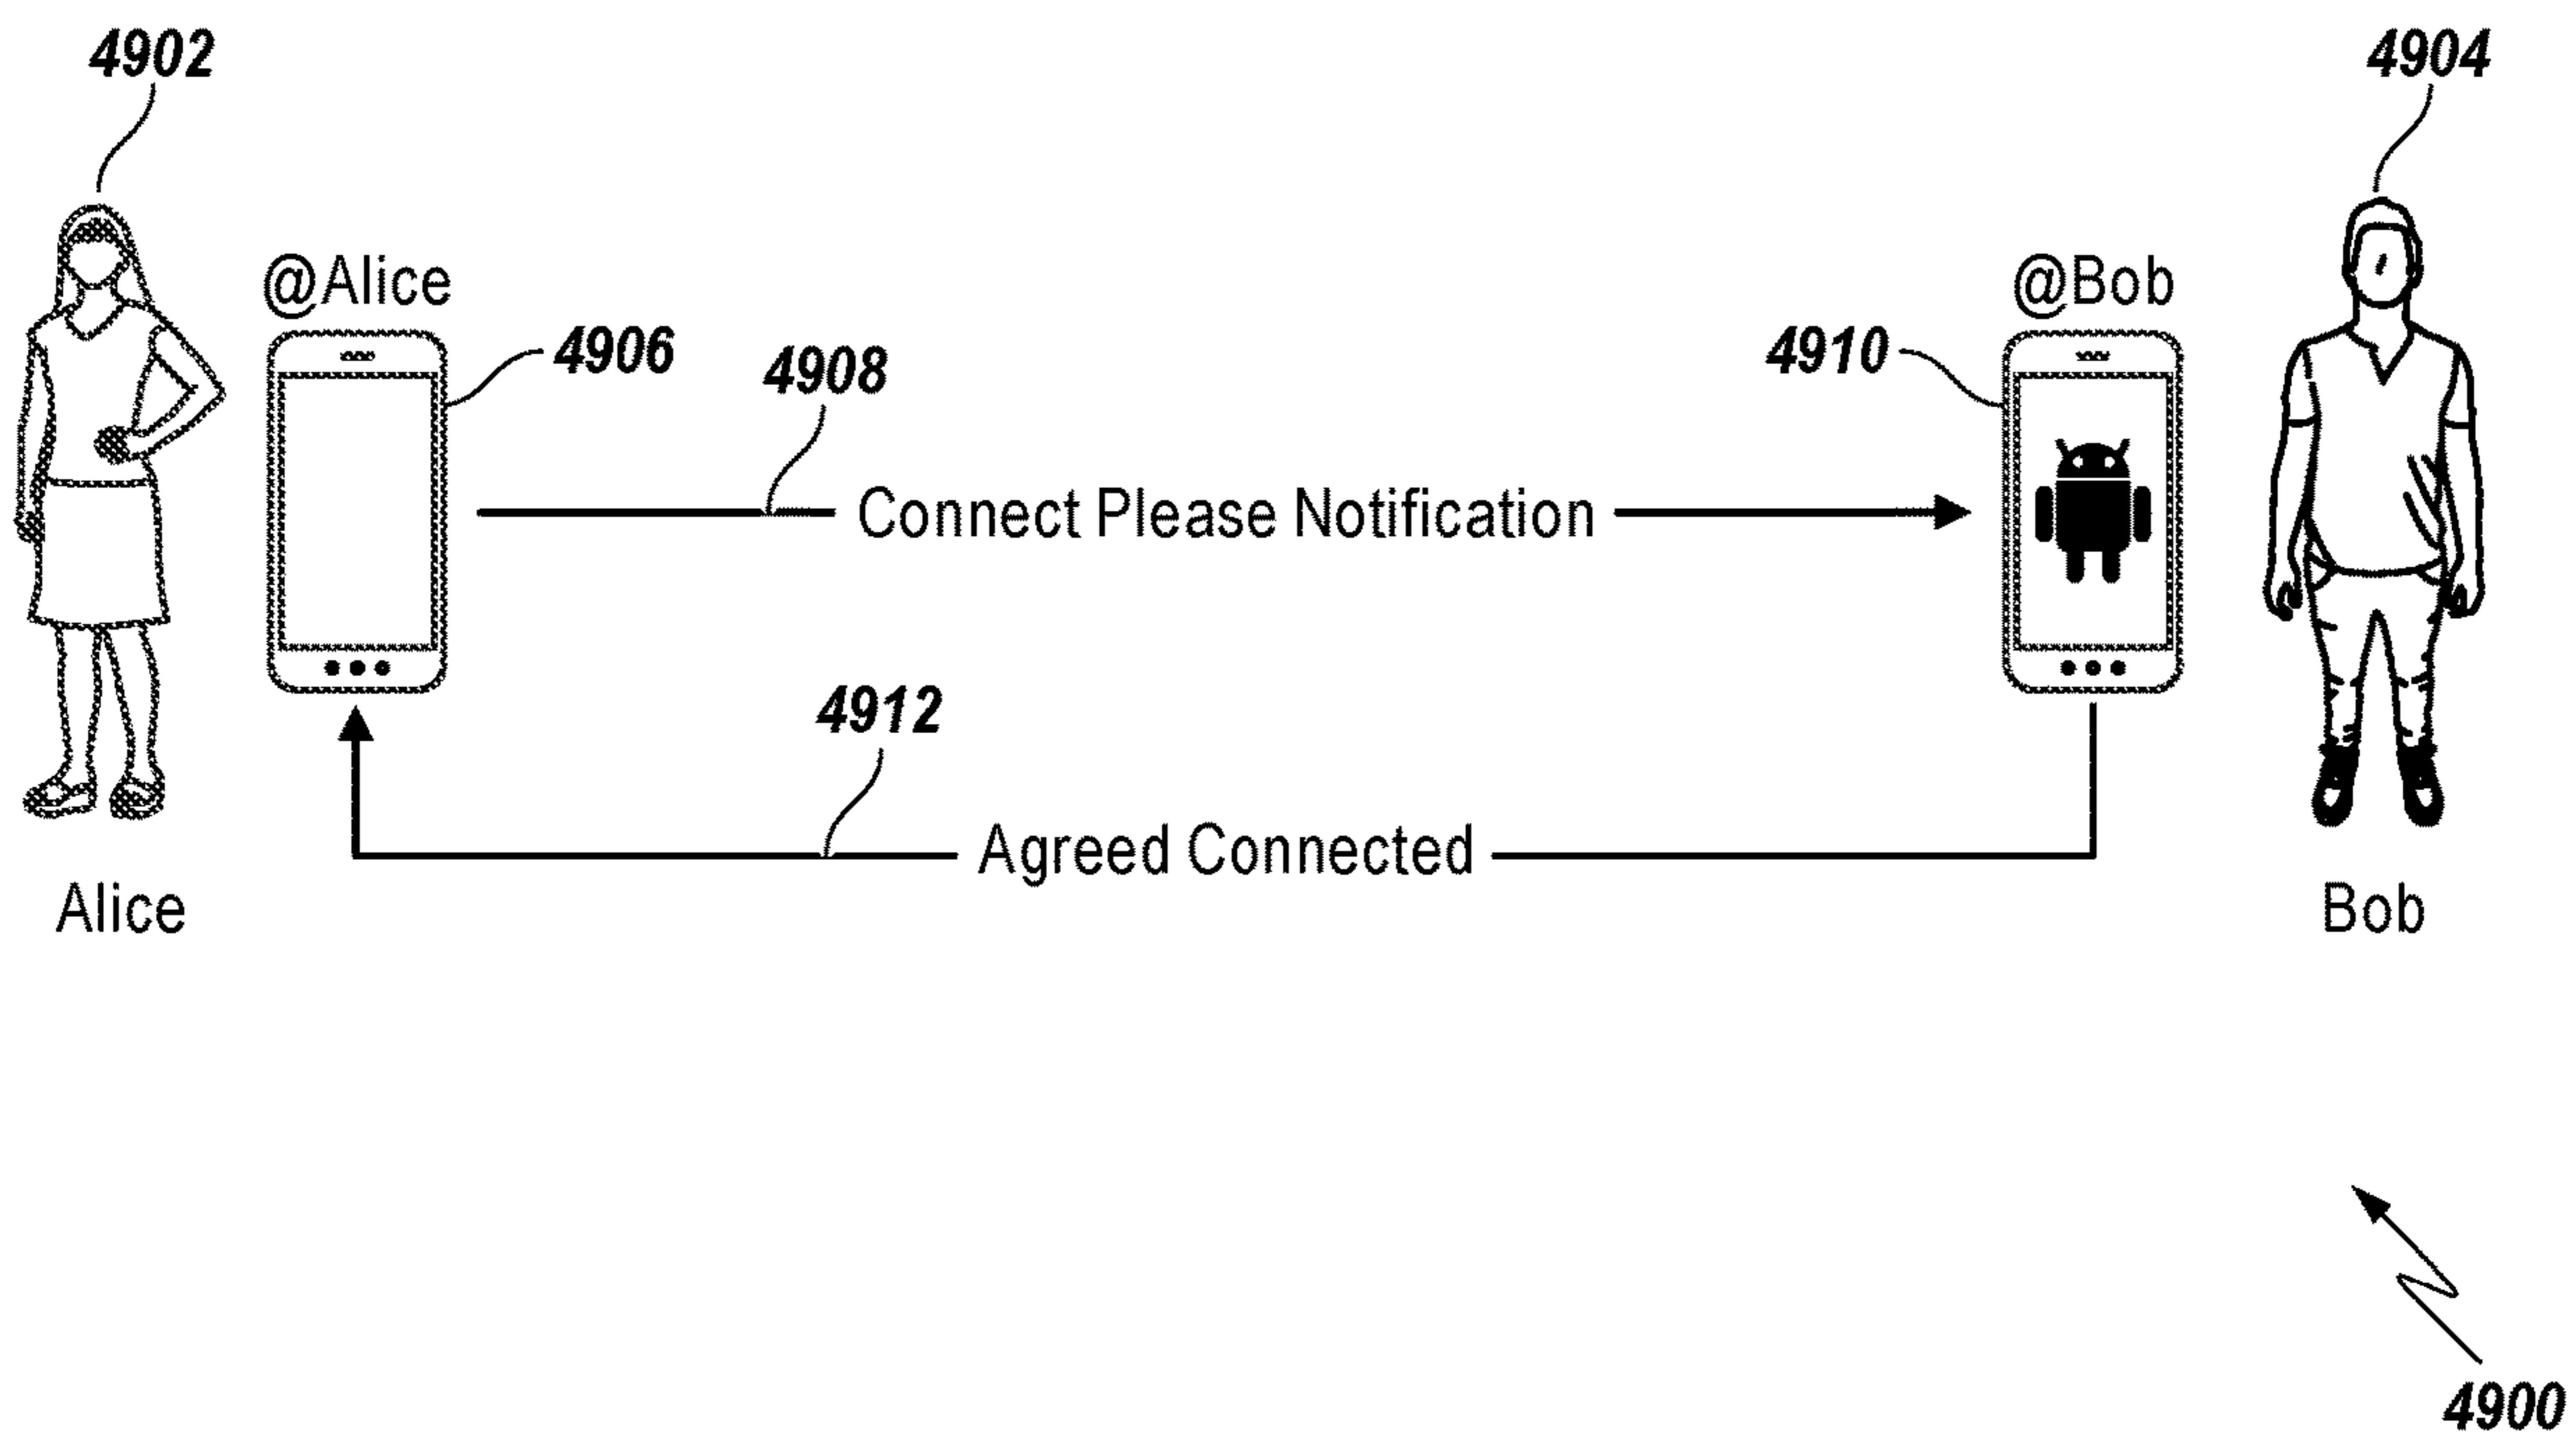 4902
4904
@Alice
@Bob
4906
4908
4910
Connect Please Notification
4912
Agreed Connected
Alice
Bob
4900